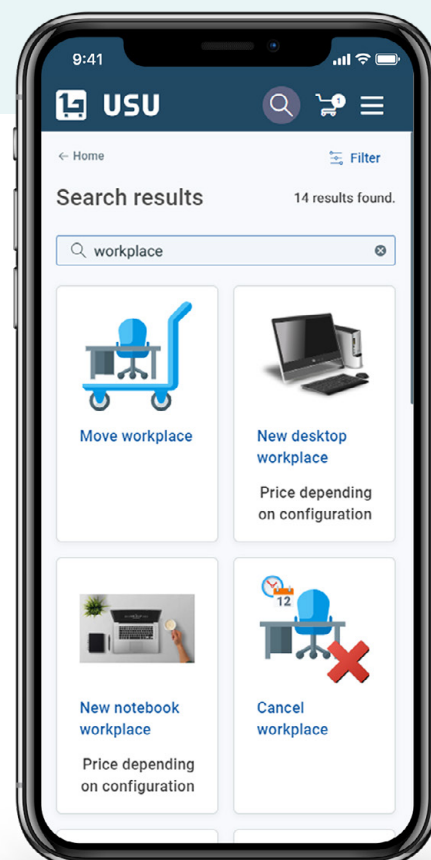 9:41
USU
1
← Home
Filter
Search results
14 results found.
workplace
Move workplace
New desktop
workplace
Price depending
on configuration
12
New notebook
workplace
Price depending
on configuration
Cancel
workplace